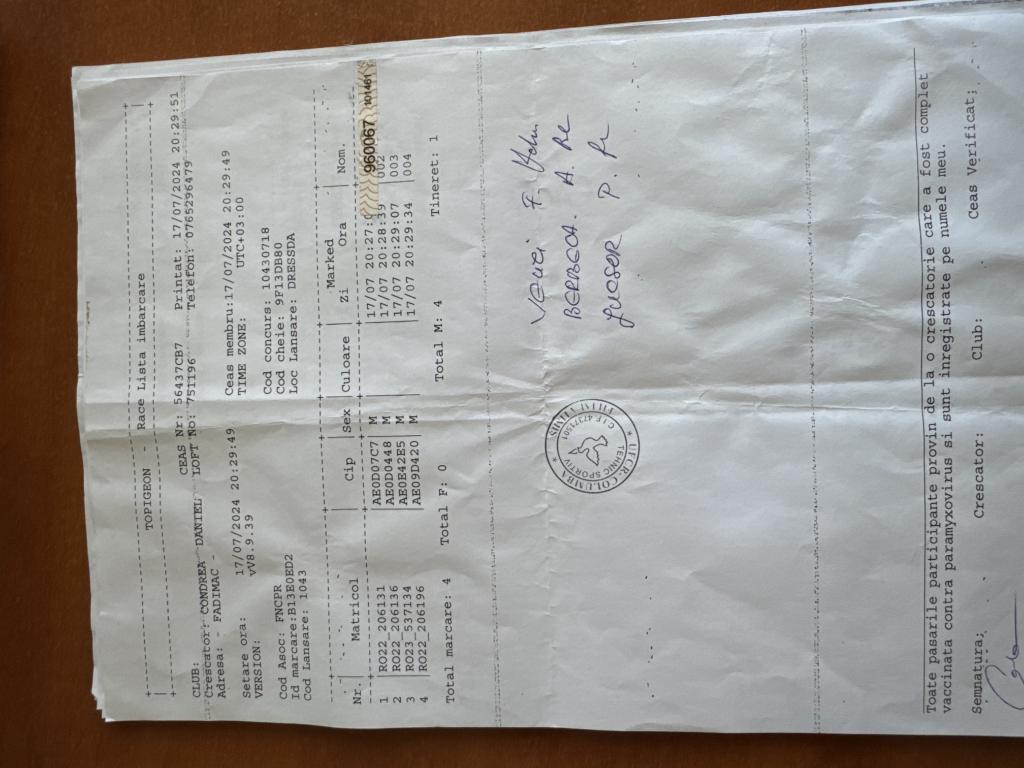 TOPIGEON - Race Lista imbarcare
CLUB: CEAS Nr: 56437CB7 Printat: 17/07/2024 20:29:51
Crescator: CONDREA DANIEL LOFT No: 751196 Telefon: 0765296479
Adresa: - FADIMAC -
Setare ora: 17/07/2024 20:29:49 Ceas membru:17/07/2024 20:29:49
VERSION: vV8.9.39 TIME ZONE: UTC+03:00
Cod Asoc: FNCPR Cod concurs: 10430718
Id marcare:B13E0ED2 Cod cheie: 9F13DB80
Cod Lansare: 1043 Loc Lansare: DRESSDA
Marked
Nr. Matricol Cip Sex Culoare Zi Ora Nom.
960067 101461
1 RO22_206131 AE0D07C7 M 17/07 20:27:0
2 RO22_206136 AE0D0448 M 17/07 20:28:39 002
3 RO23_537134 AE0E42E5 M 17/07 20:29:07 003
4 RO22_206196 AE09D420 M 17/07 20:29:34 004
Total marcare: 4 Total F: 0 Total M: 4 Tineret: 1
BERBECA. A.
P.
U.F.C.R. COLUMBA
TEHNIC SPORTIV
C.I.F. 47371501
Toate pasarile participante provin de la o crescatorie care a fost complet
vaccinata contra paramyxovirus si sunt inregistrate pe numele meu.
Semnatura; Crescator: Club: Ceas Verificat;